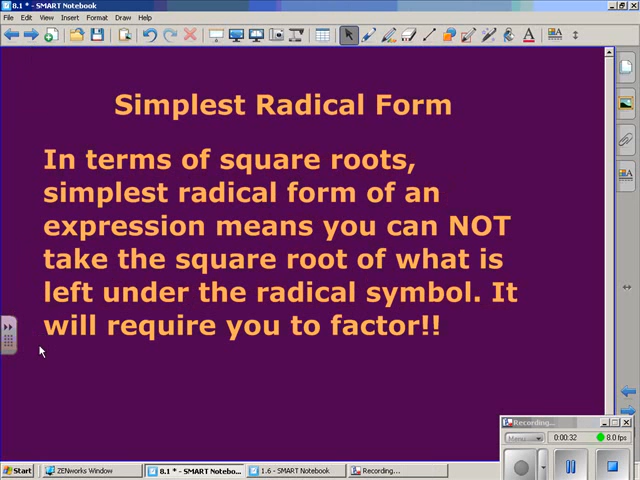 8.1 * - SMART Notebook
File Edit View Insert Format Draw Help
Simplest Radical Form
In terms of square roots,
simplest radical form of an
expression means you can NOT
take the square root of what is
left under the radical symbol. It
will require you to factor!!
Recording...
Menu
0:00:32
8.0 fps
Start
ZENworks Window
8.1 * - SMART Notebo...
1.6 - SMART Notebook
Recording...